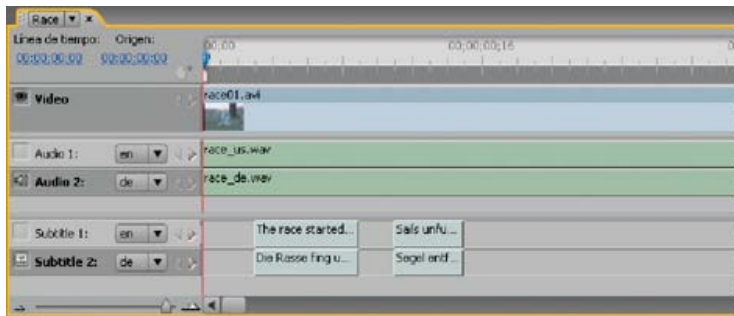 Race
Línea de tiempo: Origen:
00:00:00:00 00:00:00:00
00;00 00;00;00;16
Video race01.avi
Audio 1: en race_us.wav
Audio 2: de race_de.wav
Subtitle 1: en The race started... Sails unfu...
Subtitle 2: de Die Rasse fing u... Segel entf...